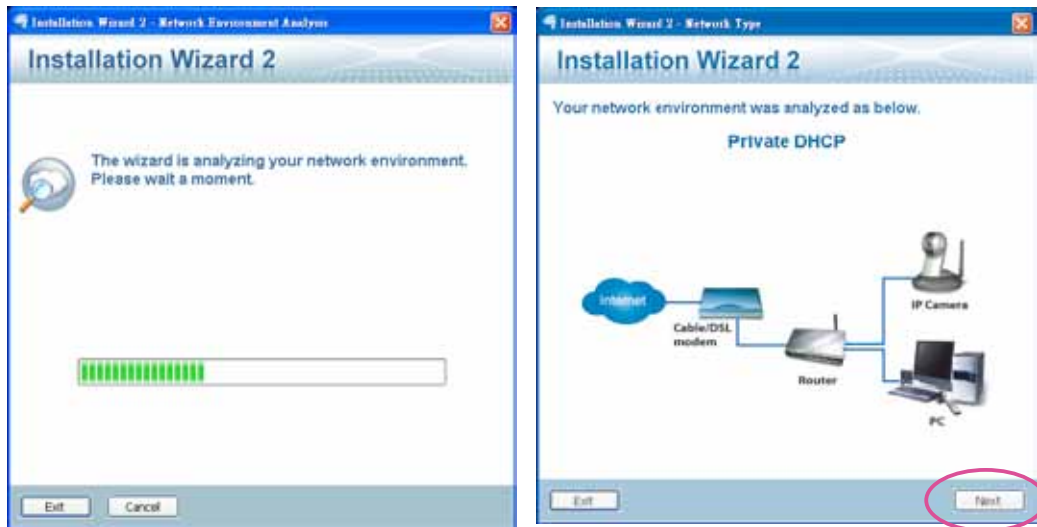 Installation Wizard 2 - Network Environment Analysis
Installation Wizard 2
The wizard is analyzing your network environment.
Please wait a moment.
Exit
Cancel
Installation Wizard 2 - Network Type
Installation Wizard 2
Your network environment was analyzed as below.
Private DHCP
Internet
Cable/DSL
modem
Router
IP Camera
PC
Exit
Next